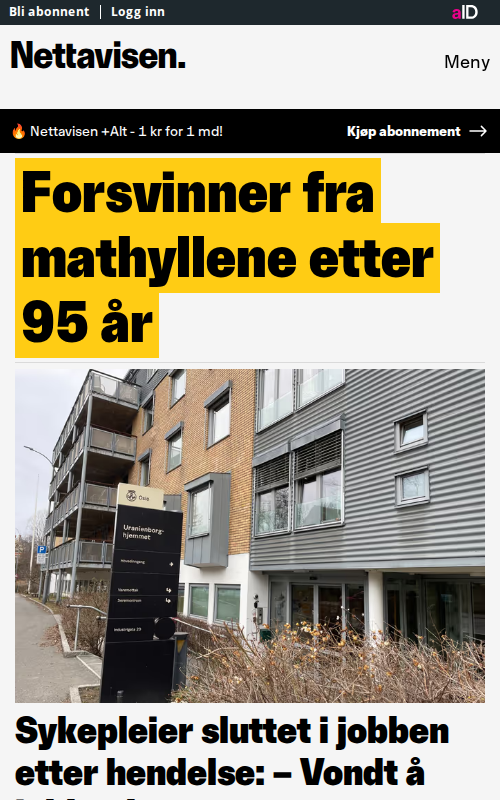 Bli abonnent
Logg inn
aID
Nettavisen.
Meny
🔥 Nettavisen +Alt - 1 kr for 1 md!
Kjøp abonnement →
Forsvinner fra
mathyllene etter
95 år
Oslo
Uranienborg-
hjemmet
P
Sykepleier sluttet i jobben
etter hendelse: – Vondt å